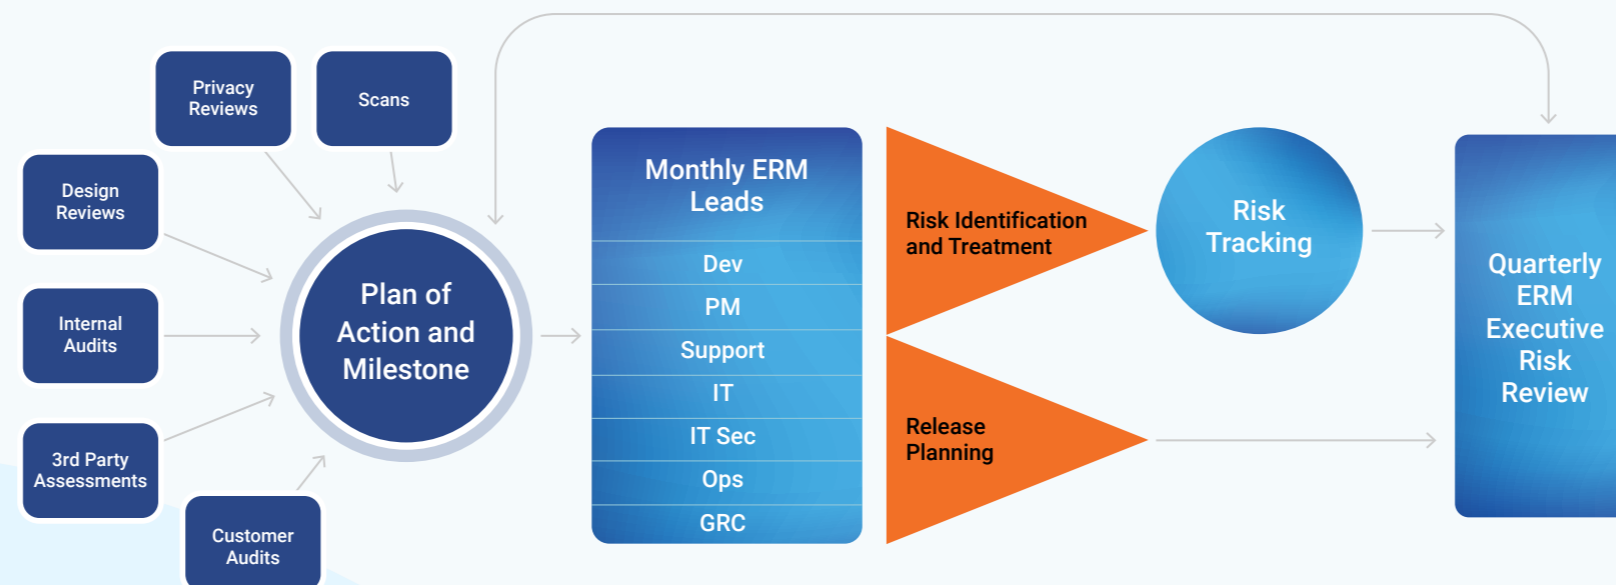 Privacy
Reviews
Scans
Design
Reviews
Internal
Audits
3rd Party
Assessments
Customer
Audits
Plan of
Action and
Milestone
Monthly ERM
Leads
Dev
PM
Support
IT
IT Sec
Ops
GRC
Risk Identification
and Treatment
Release
Planning
Risk
Tracking
Quarterly
ERM
Executive
Risk
Review